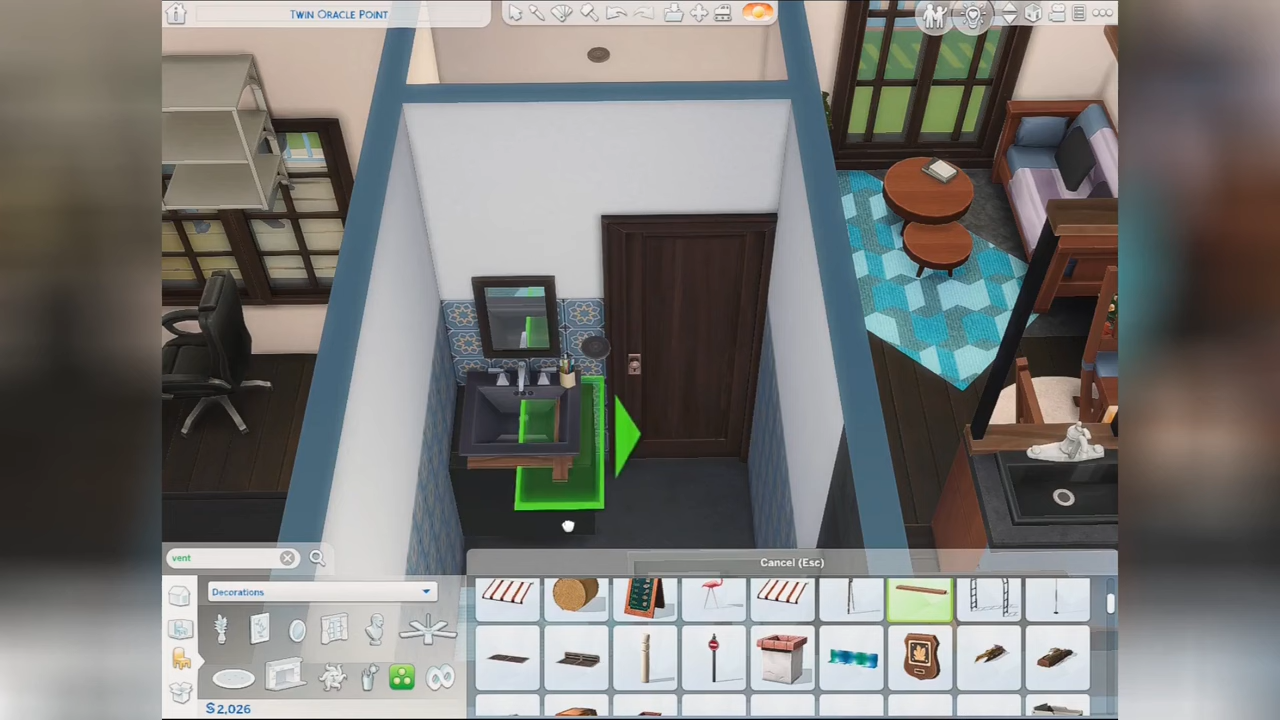 TWIN ORACLE POINT
vent
Cancel (Esc)
Decorations
§2,026